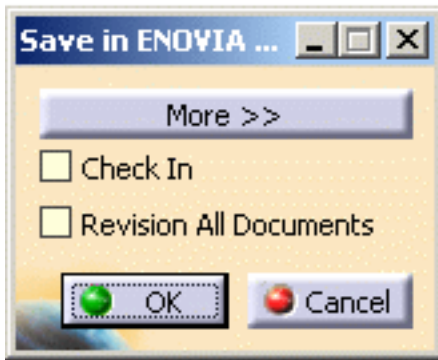 Save in ENOVIA ...
More >>
Check In
Revision All Documents
OK
Cancel